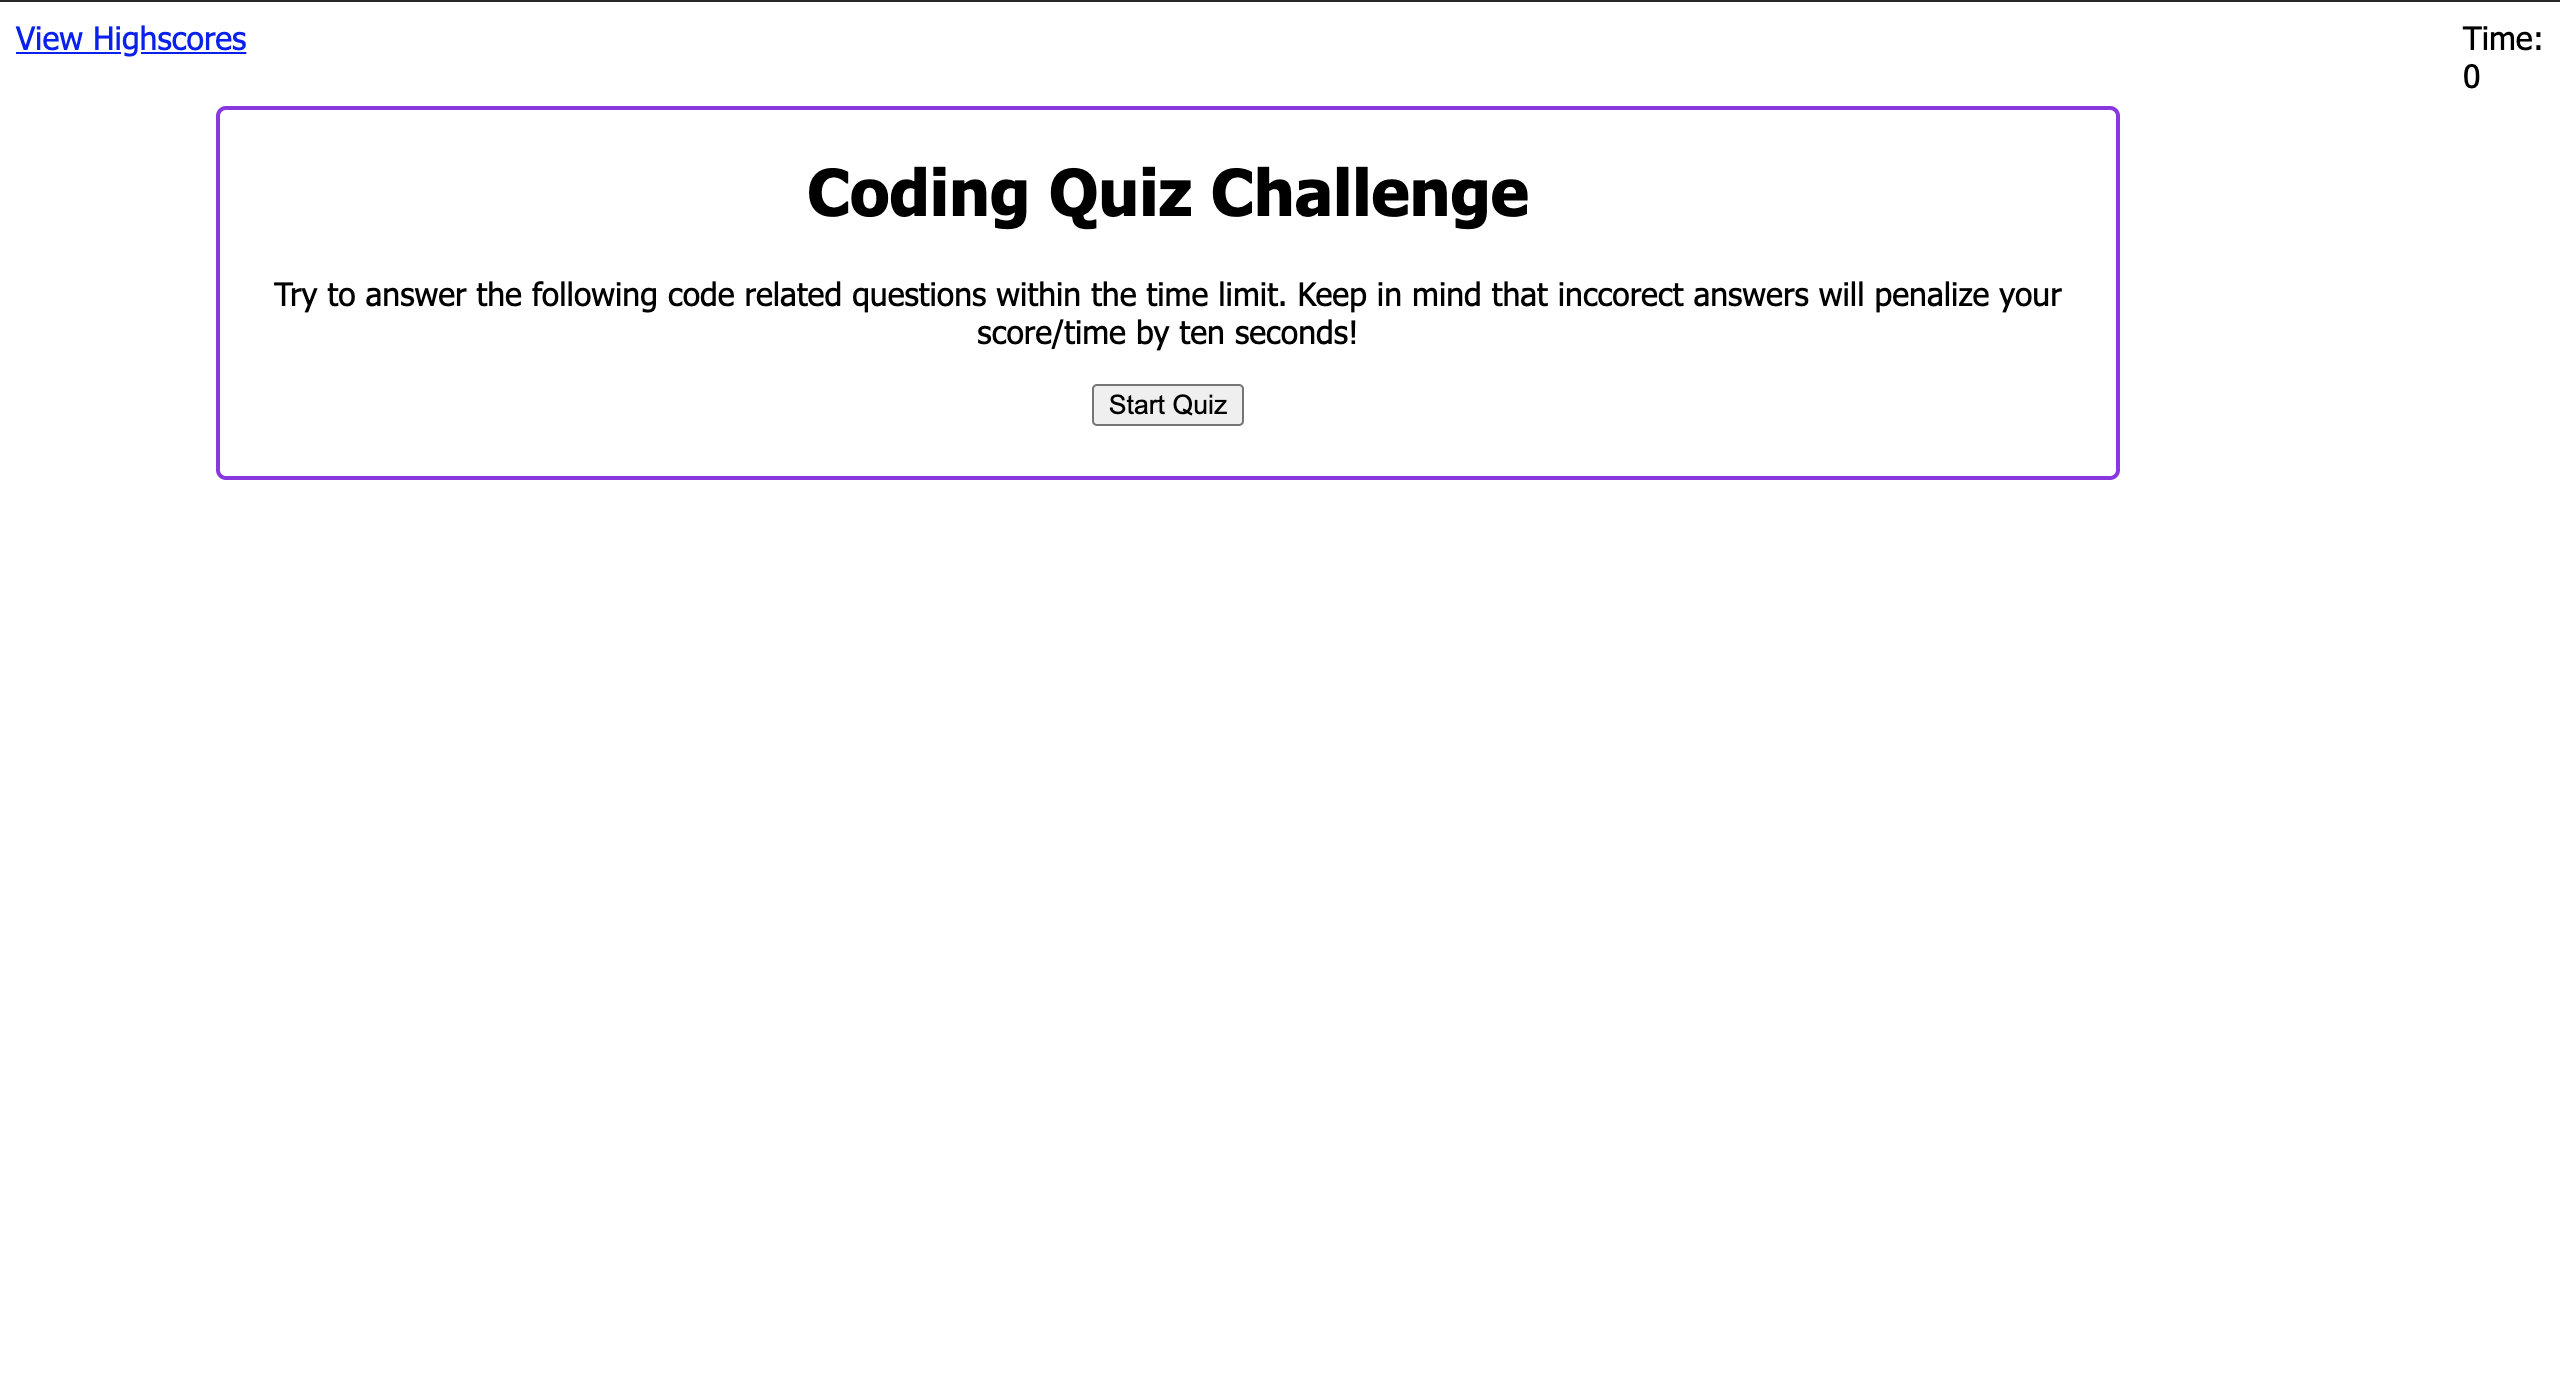 View Highscores
Time:
0
Coding Quiz Challenge
Try to answer the following code related questions within the time limit. Keep in mind that inccorect answers will penalize your
score/time by ten seconds!
Start Quiz